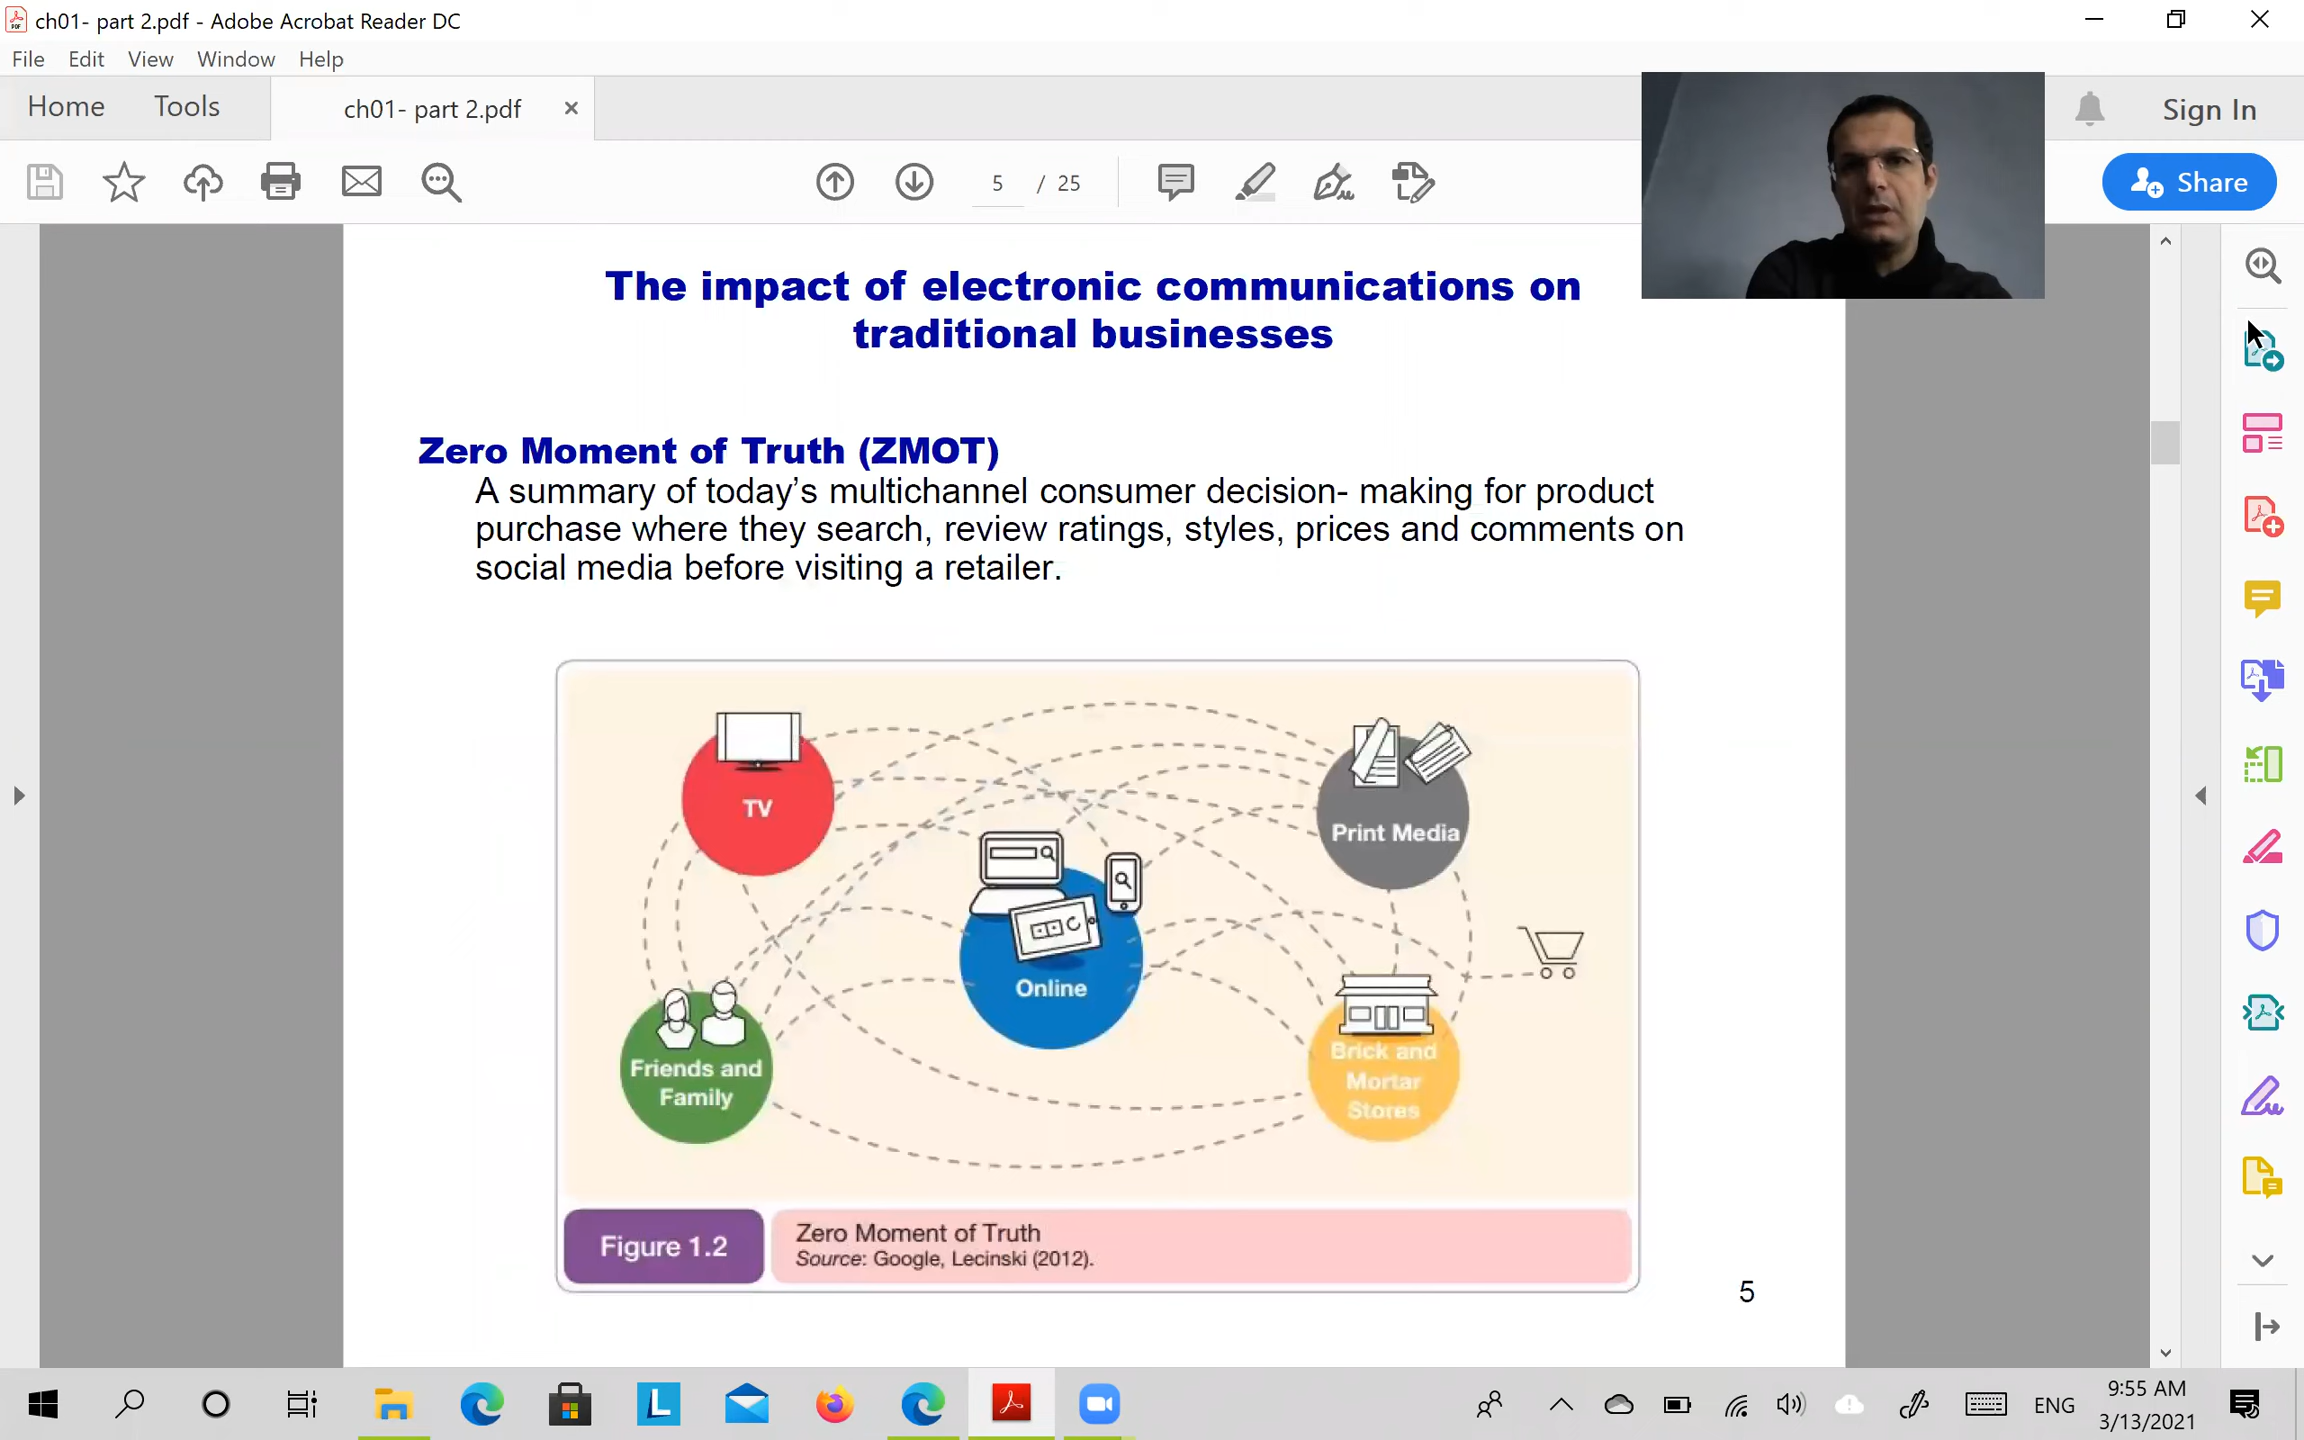 ch01- part 2.pdf - Adobe Acrobat Reader DC
File Edit View Window Help
Home Tools ch01- part 2.pdf Sign In
5 / 25 Share
The impact of electronic communications on
traditional businesses
Zero Moment of Truth (ZMOT)
A summary of today’s multichannel consumer decision- making for product
purchase where they search, review ratings, styles, prices and comments on
social media before visiting a retailer.
TV
Print Media
Online
Friends and
Family
Brick and
Mortar
Stores
Figure 1.2
Zero Moment of Truth
Source: Google, Lecinski (2012).
5
ENG
9:55 AM
3/13/2021